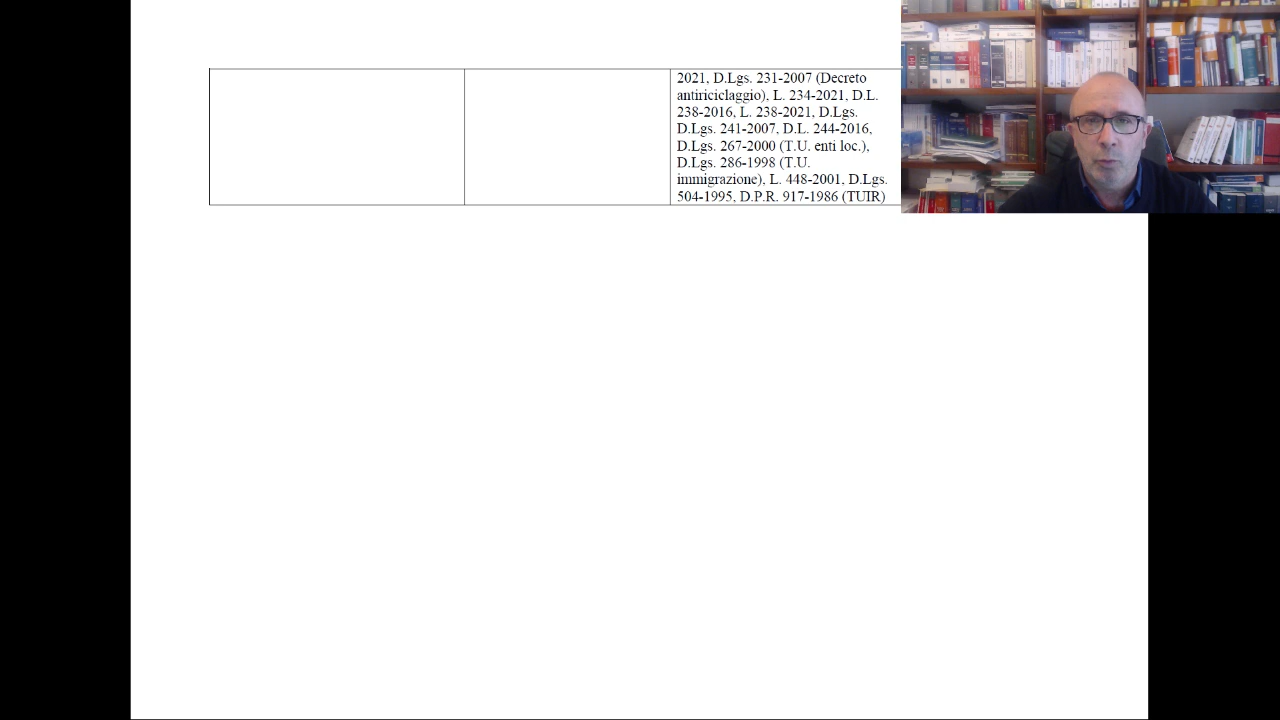 2021, D.Lgs. 231-2007 (Decreto
antiriciclaggio), L. 234-2021, D.L.
238-2016, L. 238-2021, D.Lgs.
D.Lgs. 241-2007, D.L. 244-2016,
D.Lgs. 267-2000 (T.U. enti loc.),
D.Lgs. 286-1998 (T.U.
immigrazione), L. 448-2001, D.Lgs.
504-1995, D.P.R. 917-1986 (TUIR)